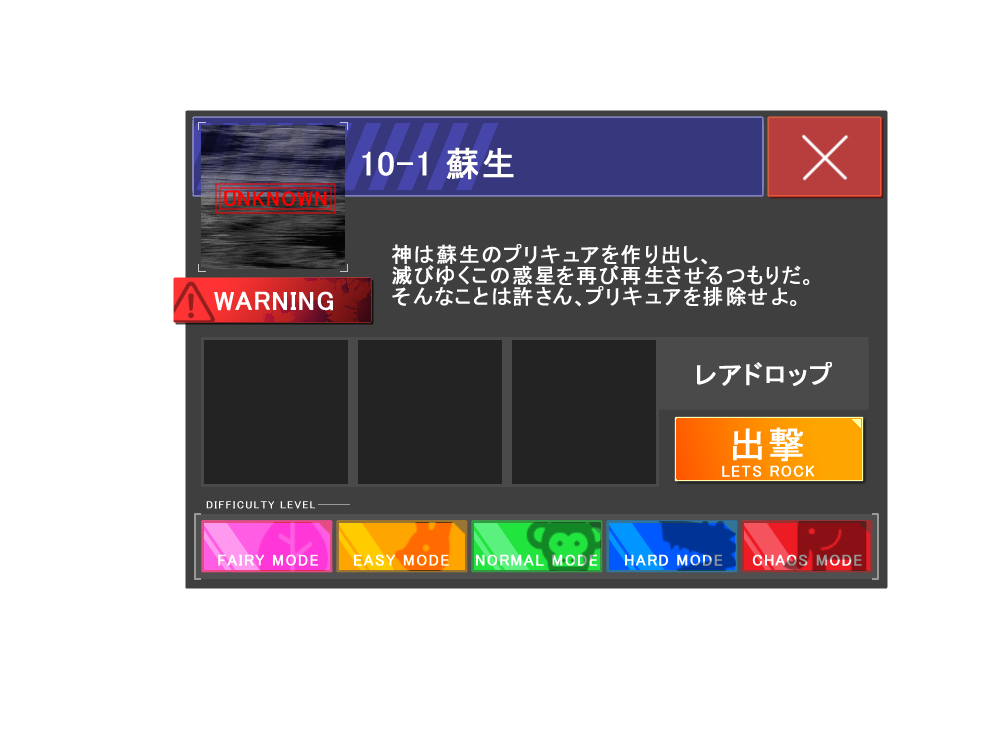 10-1 蘇生
UNKNOWN
WARNING
神は蘇生のプリキュアを作り出し、
滅びゆくこの惑星を再び再生させるつもりだ。
そんなことは許さん、プリキュアを排除せよ。
レアドロップ
出撃
LETS ROCK
DIFFICULTY LEVEL
FAIRY MODE
EASY MODE
NORMAL MODE
HARD MODE
CHAOS MODE